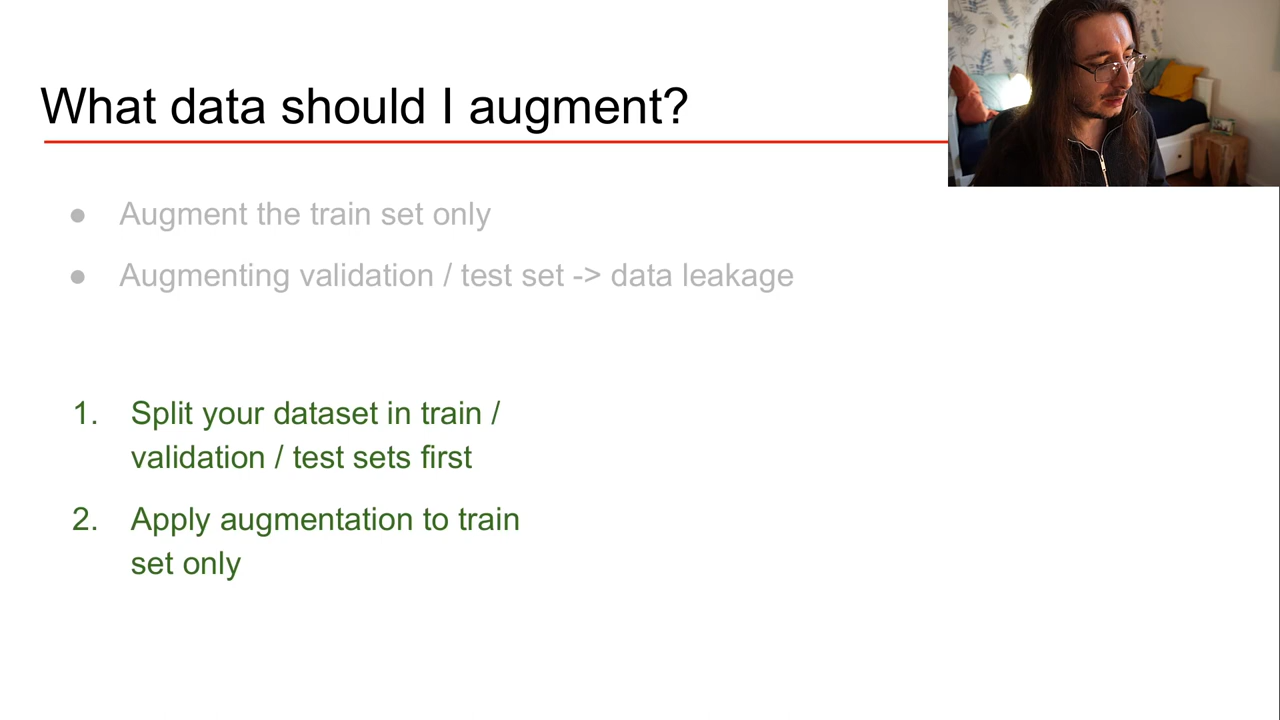 What data should I augment?
● Augment the train set only
● Augmenting validation / test set -> data leakage
1. Split your dataset in train /
validation / test sets first
2. Apply augmentation to train
set only